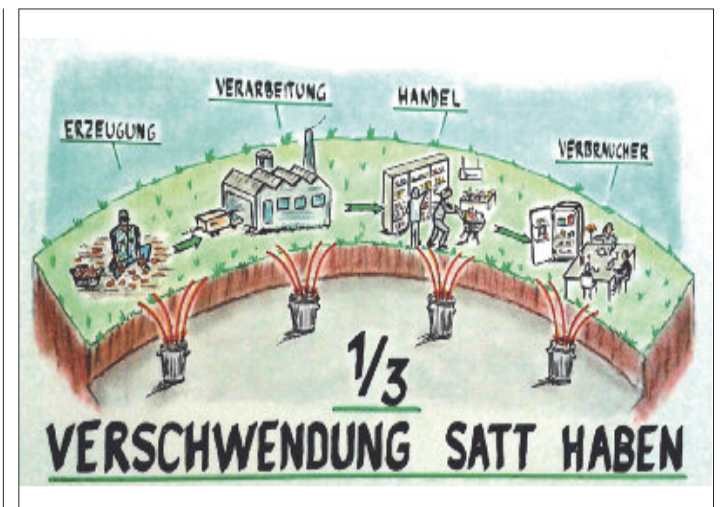 ERZEUGUNG
VERARBEITUNG
HANDEL
VERBRAUCHER
1/3
VERSCHWENDUNG SATT HABEN